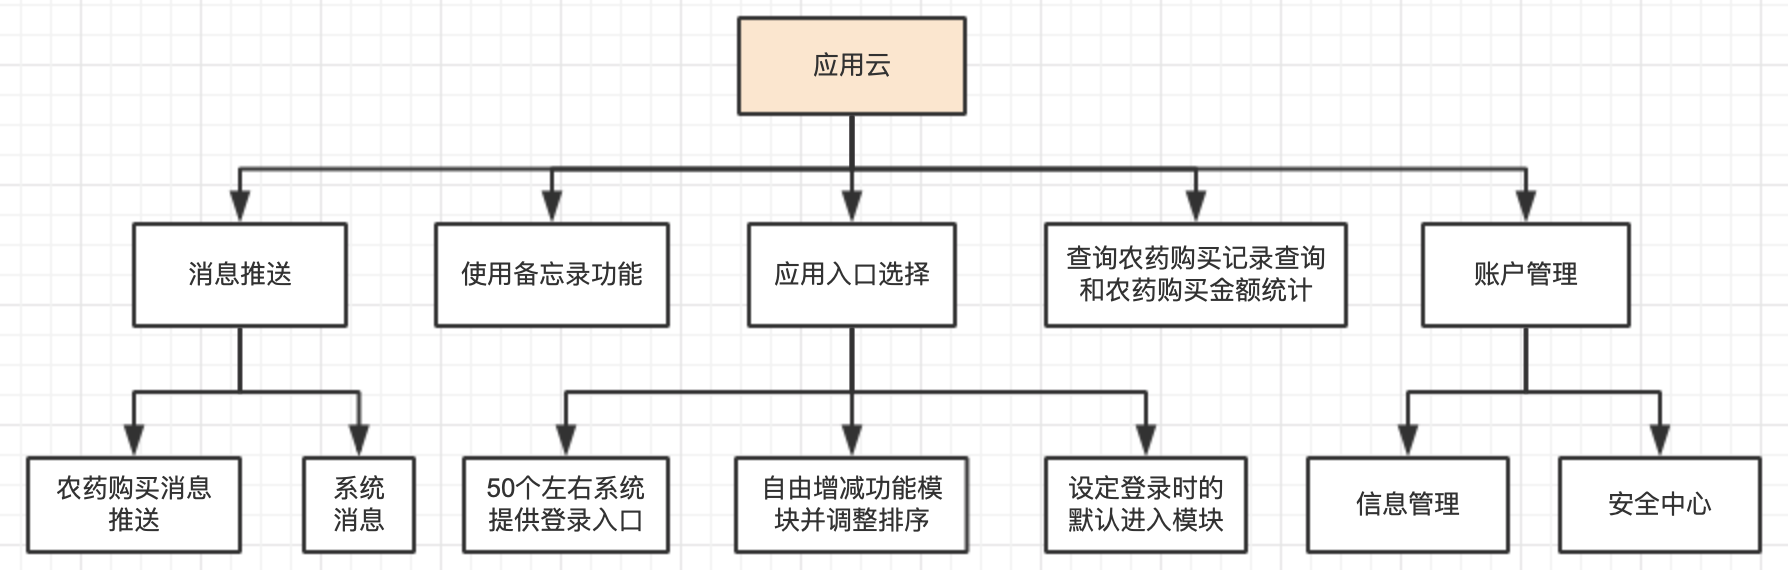 应用云
消息推送
使用备忘录功能
应用入口选择
查询农药购买记录查询
和农药购买金额统计
账户管理
农药购买消息
推送
系统
消息
50个左右系统
提供登录入口
自由增减功能模
块并调整排序
设定登录时的
默认进入模块
信息管理
安全中心